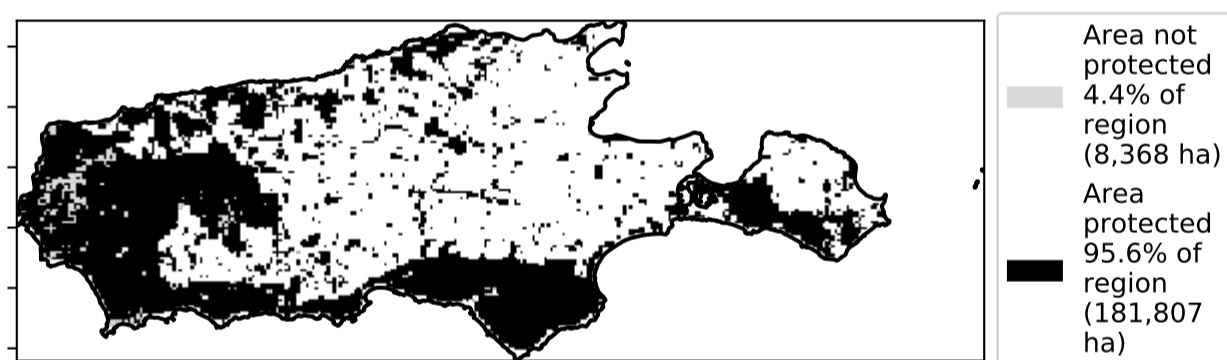 Area not
protected
4.4% of
region
(8,368 ha)
Area
protected
95.6% of
region
(181,807
ha)